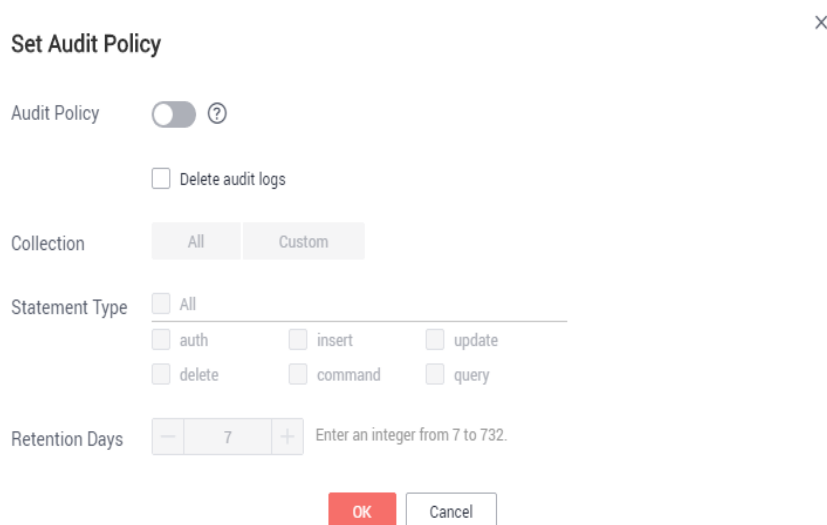 Set Audit Policy
Audit Policy
Delete audit logs
Collection All Custom
Statement Type All
auth insert update
delete command query
Retention Days 7 Enter an integer from 7 to 732.
OK Cancel